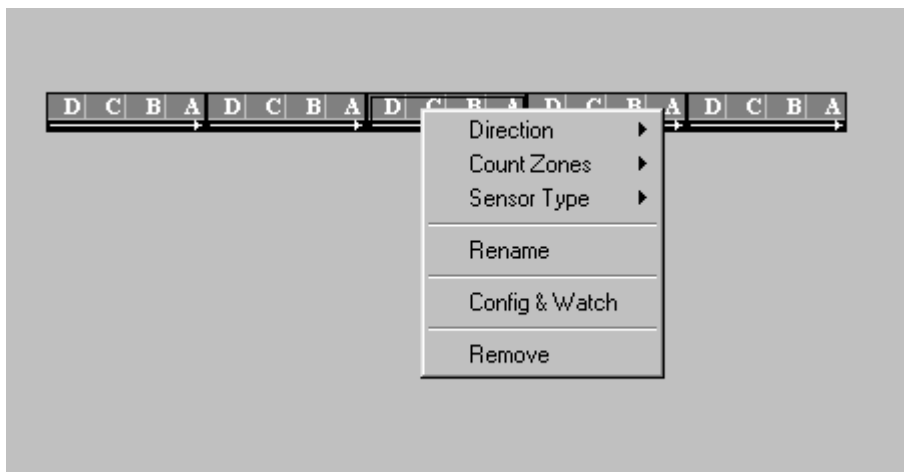 D C B A D C B A D C B A D C B A D C B A
Direction
Count Zones
Sensor Type
Rename
Config & Watch
Remove